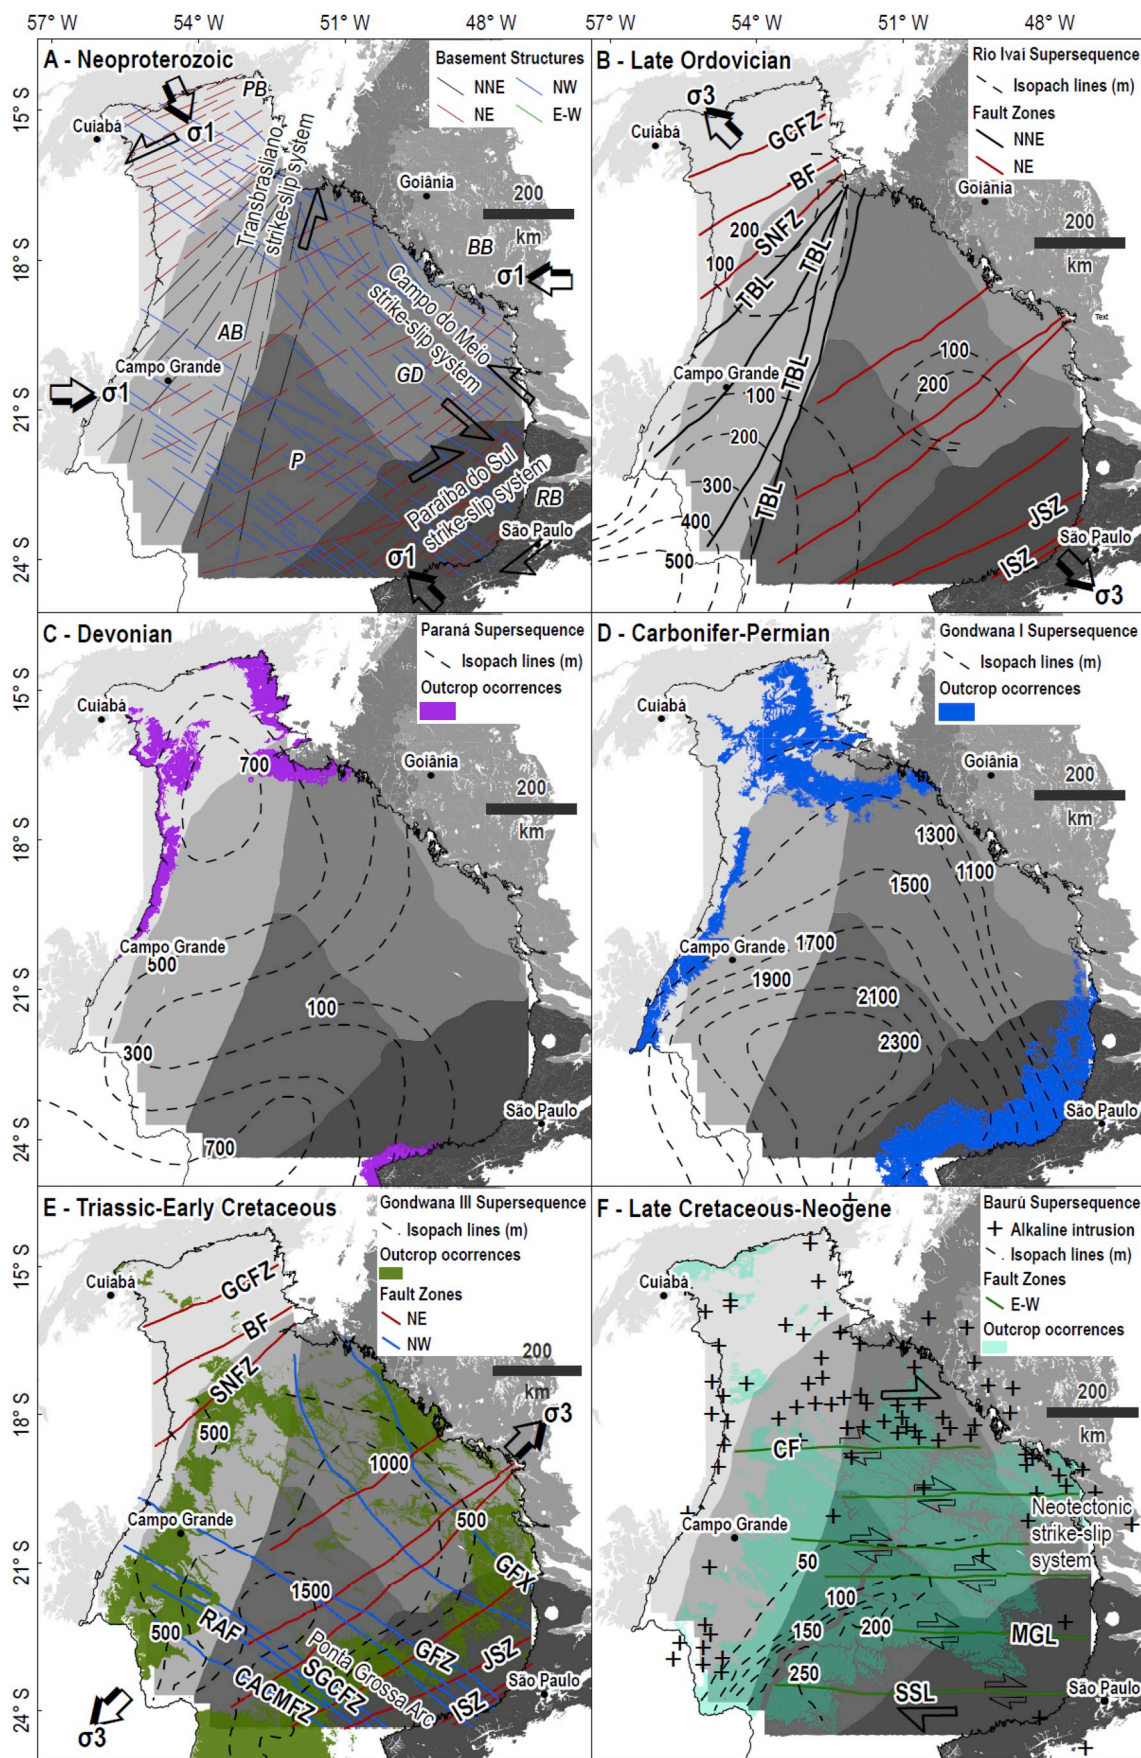 57 W
54 W
51 W
48 W
57 W
54 W
51 W
48 W
A - Neoproterozoic
Basement Structures
NNE
NW
NE
E-W
PB
15°S
Cuiabá
σ1
Transbrasiliano
strike-slip system
Goiânia
200
km
BB
σ1
18°S
Campo do Meio
strike-slip system
AB
Campo Grande
GD
σ1
21°S
P
Paraíba do Sul
strike-slip system
RB
São Paulo
σ1
24°S
B - Late Ordovician
Rio Ivaí Supersequence
Isopach lines (m)
Fault Zones
NNE
NE
σ3
Cuiabá
GCFZ
BF
Goiânia
200
km
SNFZ
200
100
TBL
TBL
Text
Campo Grande
TBL
100
200
100
200
300
400
500
TBL
JSZ
São Paulo
ISZ
σ3
C - Devonian
Paraná Supersequence
Isopach lines (m)
Outcrop ocorrences
15°S
Cuiabá
700
Goiânia
200
km
18°S
Campo Grande
500
21°S
100
300
São Paulo
700
24°S
D - Carbonifer-Permian
Gondwana I Supersequence
Isopach lines (m)
Outcrop ocorrences
Cuiabá
Goiânia
200
km
1300
1100
1500
Campo Grande
1700
1900
2100
2300
São Paulo
E - Triassic-Early Cretaceous
Gondwana III Supersequence
Isopach lines (m)
Outcrop ocorrences
Fault Zones
NE
NW
15°S
Cuiabá
GCFZ
BF
SNFZ
200
km
18°S
500
σ3
1000
Campo Grande
500
21°S
GFX
1500
RAF
500
Ponta Grossa Arc
GFZ
JSZ
SGCFZ
CACMFZ
ISZ
São Paulo
24°S
σ3
F - Late Cretaceous-Neogene
Baurú Supersequence
Alkaline intrusion
Isopach lines (m)
Fault Zones
E-W
Outcrop ocorrences
Cuiabá
200
km
CF
Neotectonic
strike-slip
system
Campo Grande
50
100
150
200
250
MGL
SSL
São Paulo